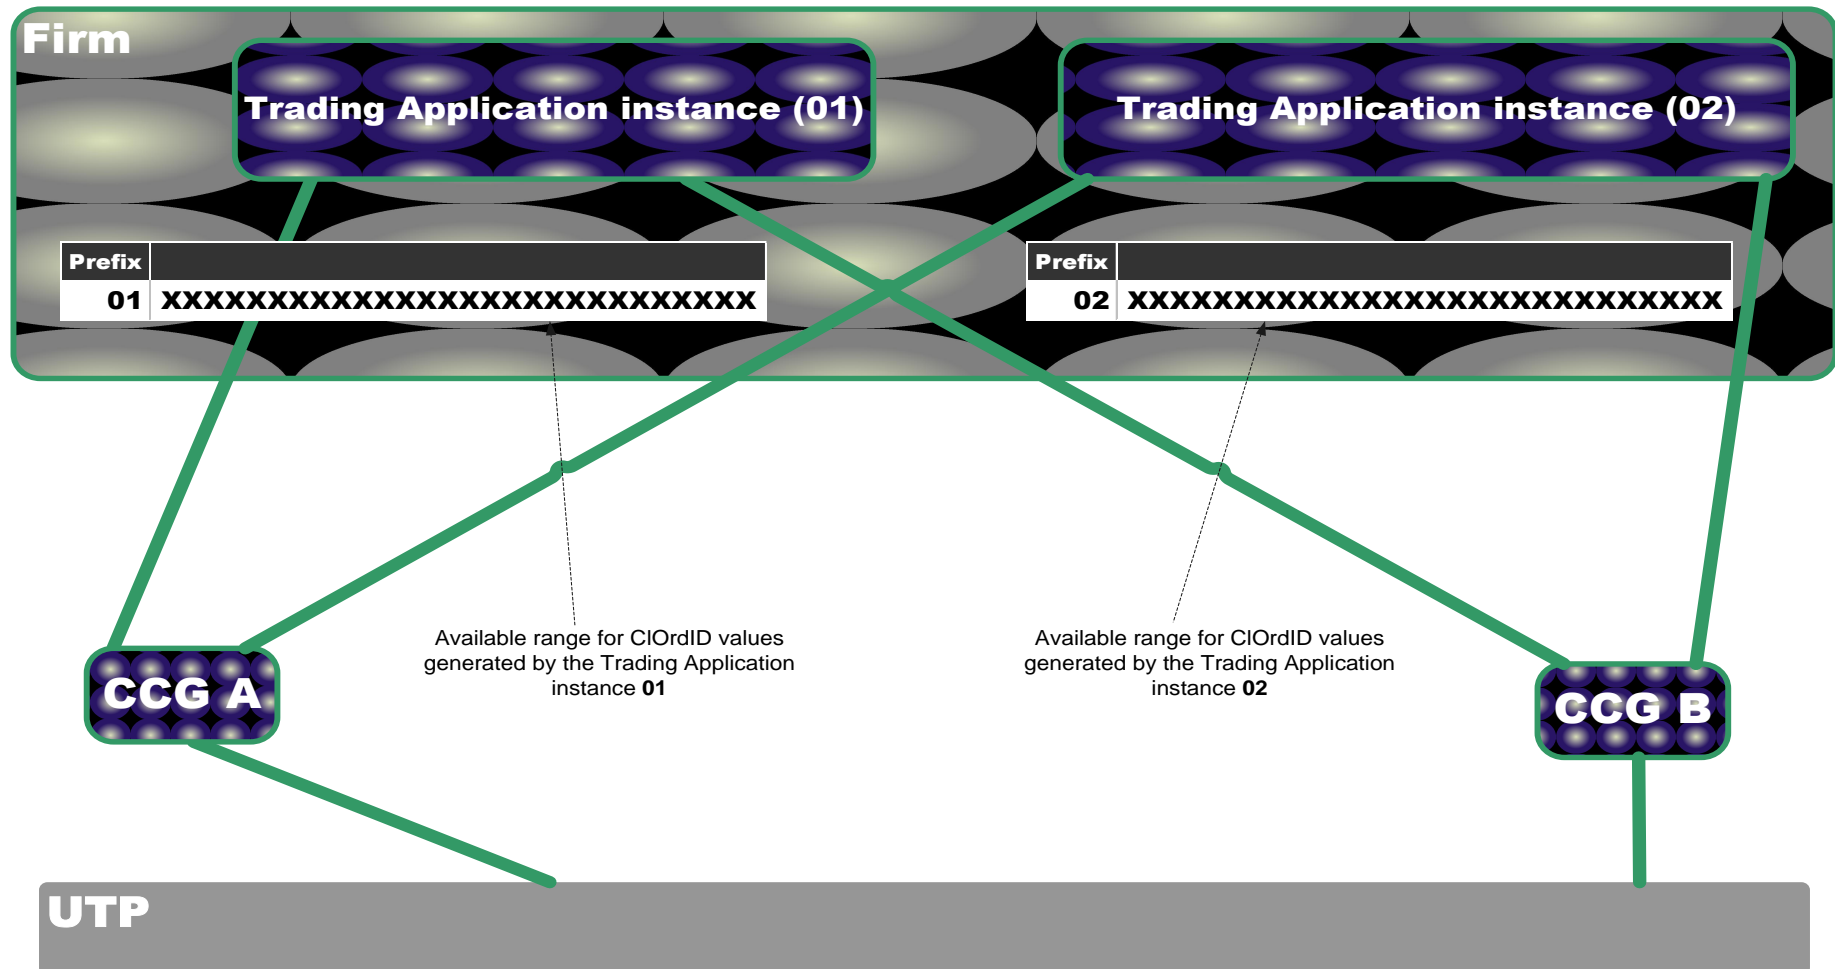 Firm
Trading Application instance (01)
Trading Application instance (02)
Prefix
01 XXXXXXXXXXXXXXXXXXXXXXXXXXXX
Prefix
02 XXXXXXXXXXXXXXXXXXXXXXXXXXXX
Available range for ClOrdID values
generated by the Trading Application
instance 01
Available range for ClOrdID values
generated by the Trading Application
instance 02
CCG A
CCG B
UTP